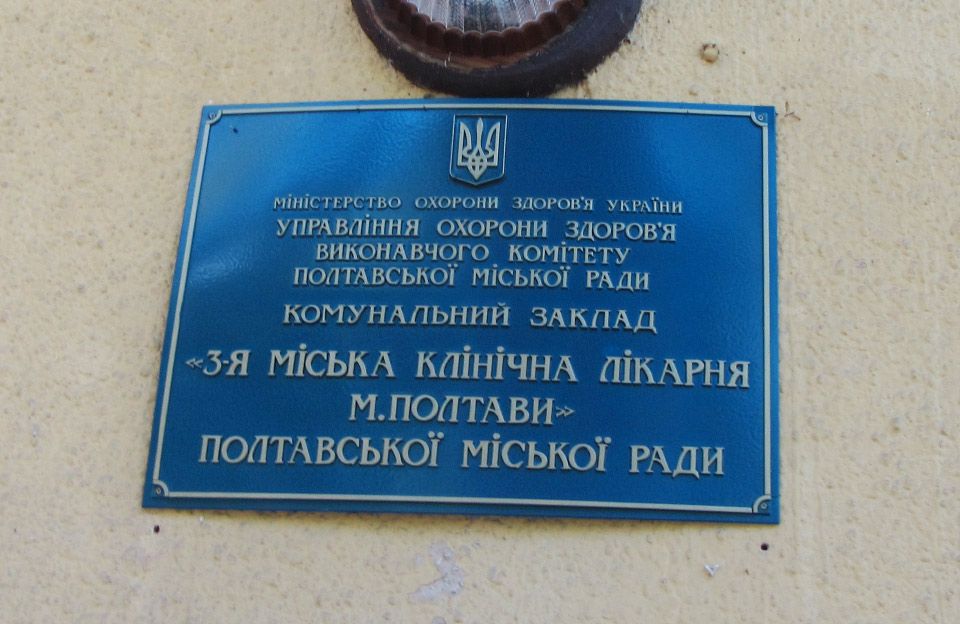 МІНІСТЕРСТВО ОХОРОНИ ЗДОРОВ'Я УКРАЇНИ
УПРАВЛІННЯ ОХОРОНИ ЗДОРОВ'Я
ВИКОНАВЧОГО КОМІТЕТУ
ПОЛТАВСЬКОЇ МІСЬКОЇ РАДИ
КОМУНАЛЬНИЙ ЗАКЛАД
«3-Я МІСЬКА КЛІНІЧНА ЛІКАРНЯ
М.ПОЛТАВИ»
ПОЛТАВСЬКОЇ МІСЬКОЇ РАДИ